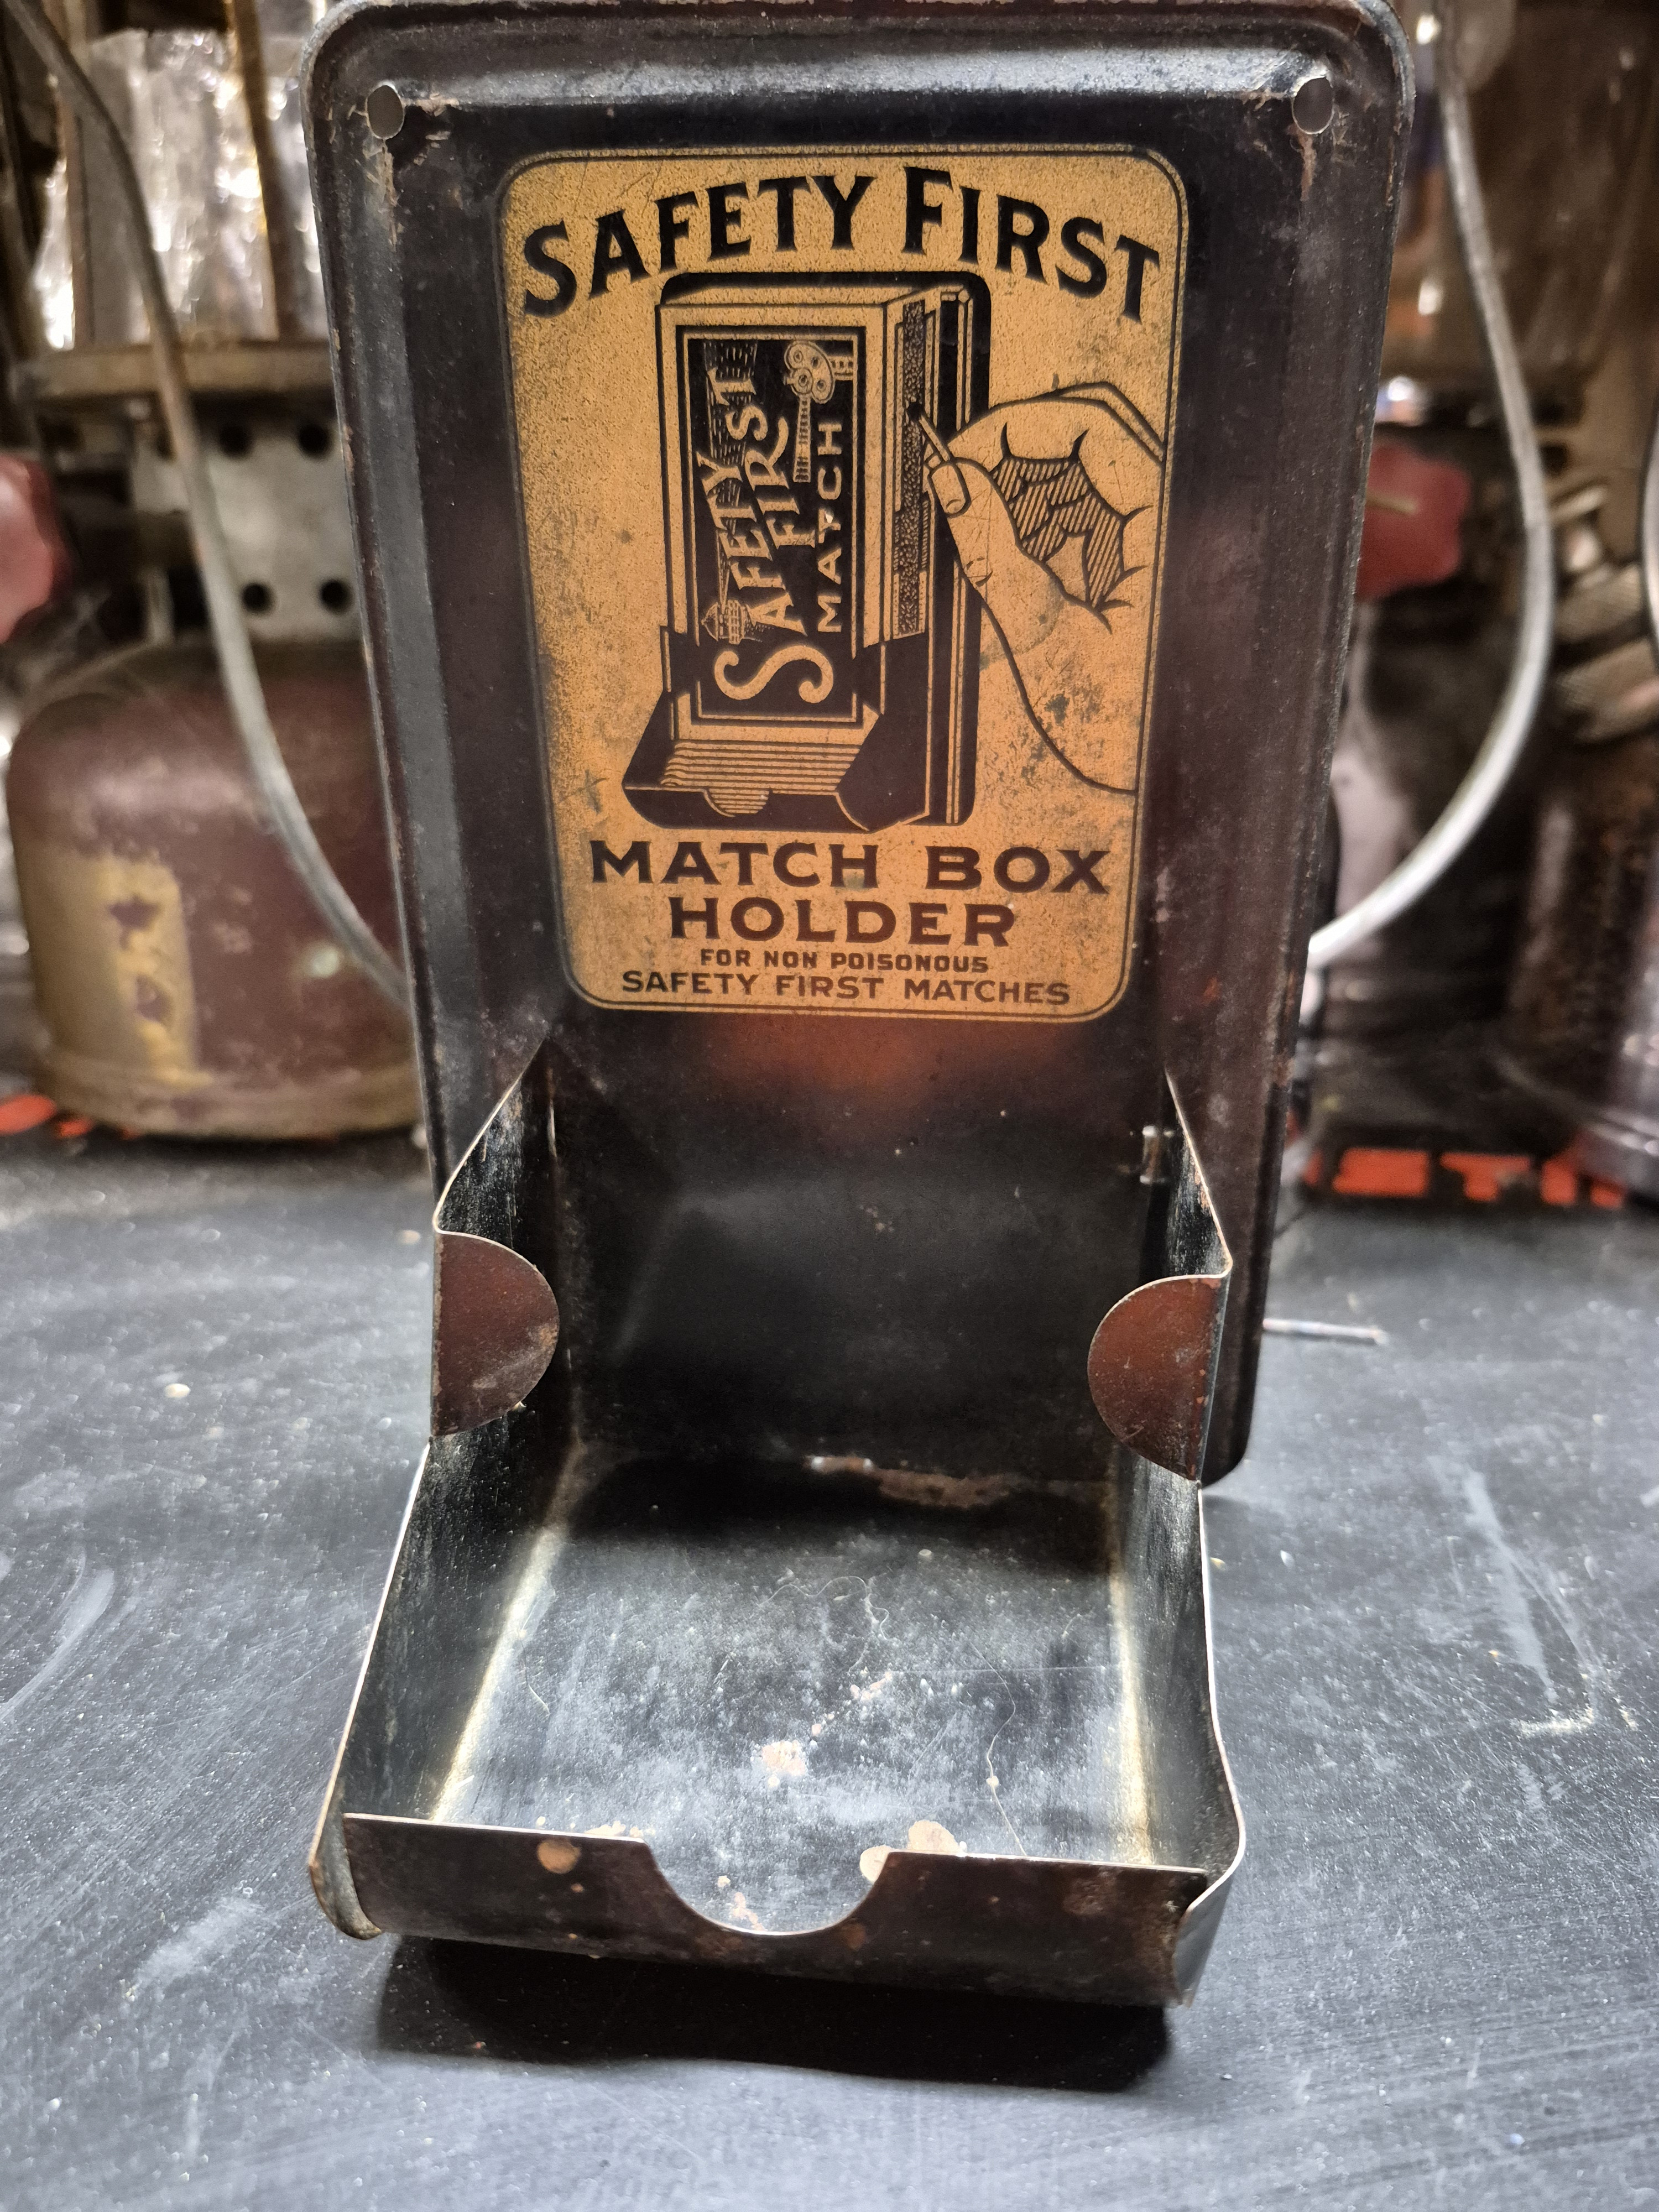 SAFETY FIRST
SAFETY
FIRST
MATCH
MATCH BOX
HOLDER
FOR NON POISONOUS
SAFETY FIRST MATCHES